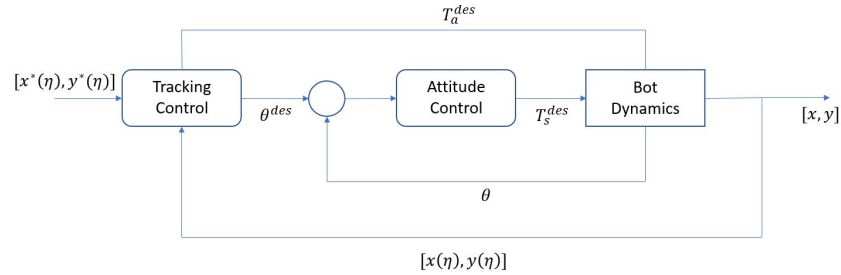 T_a^{des}
[x^*(η), y^*(η)]
Tracking
Control
θ^{des}
Attitude
Control
T_s^{des}
Bot
Dynamics
[x, y]
θ
[x(η), y(η)]